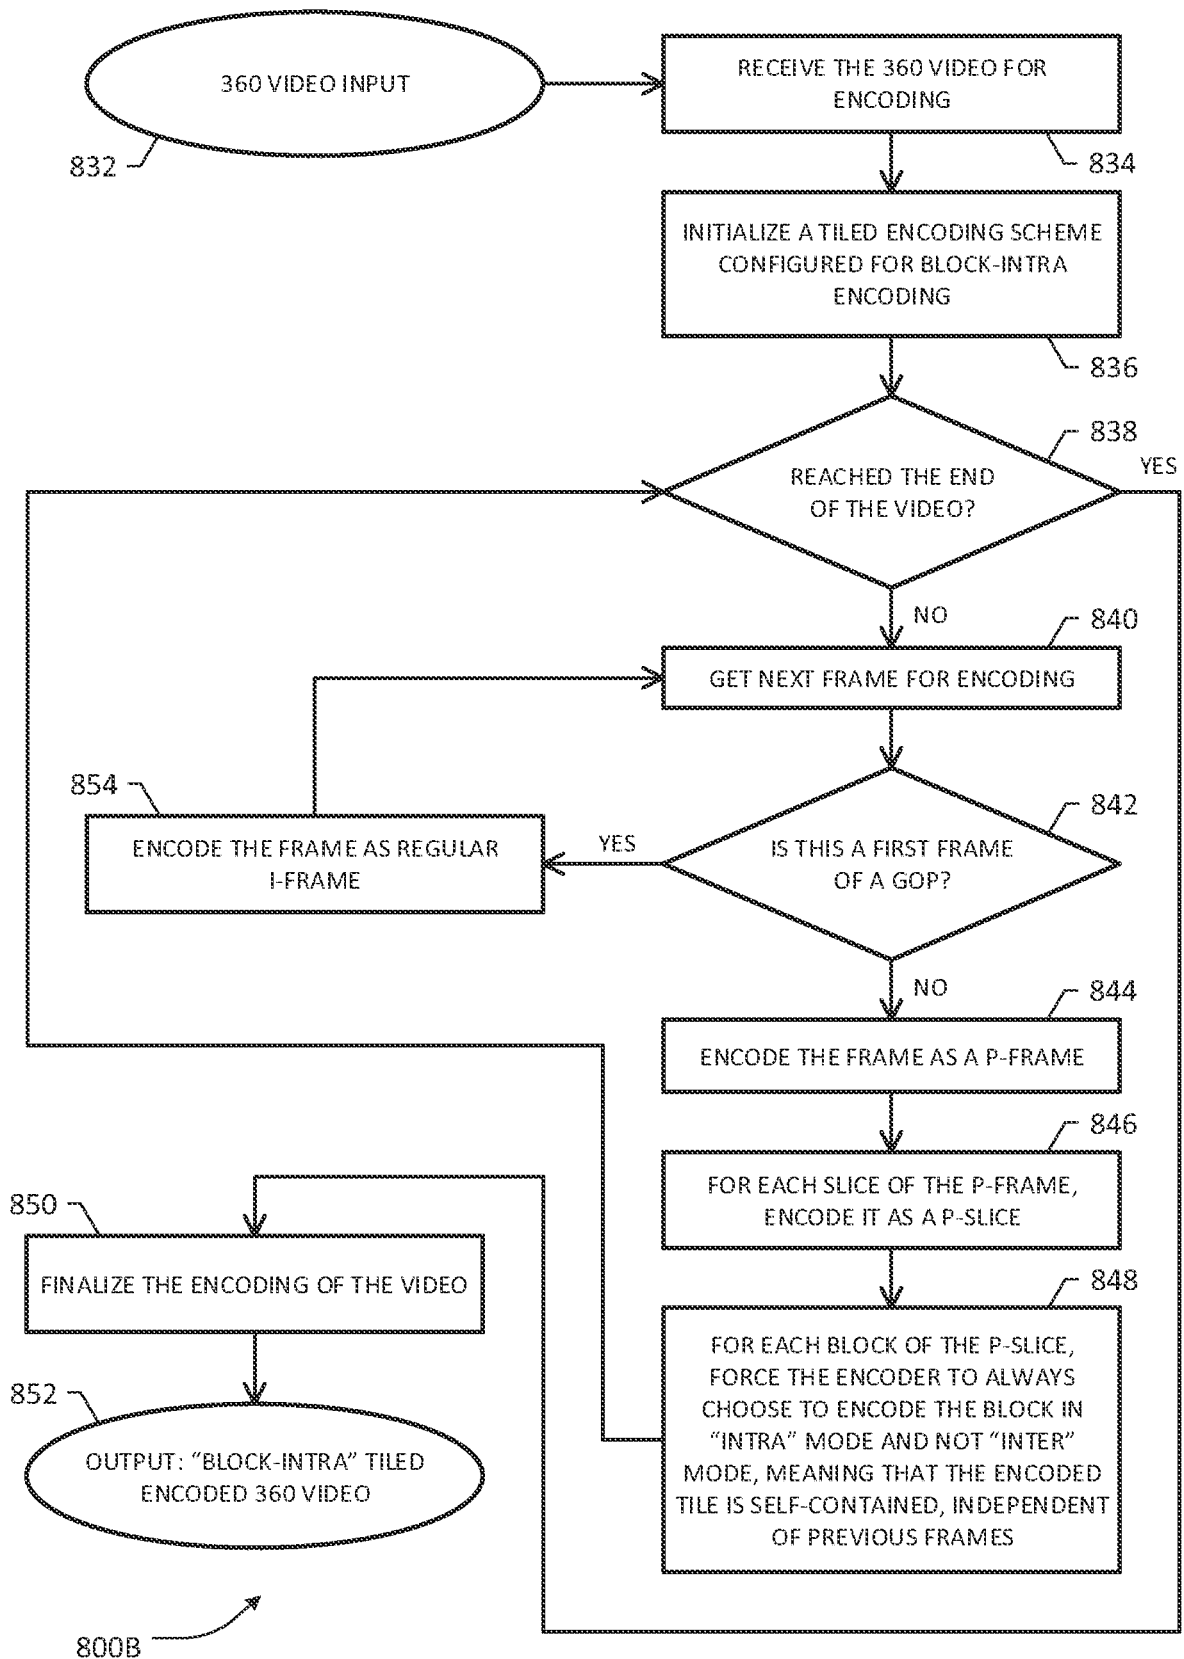 360 VIDEO INPUT
832
RECEIVE THE 360 VIDEO FOR
ENCODING
834
INITIALIZE A TILED ENCODING SCHEME
CONFIGURED FOR BLOCK-INTRA
ENCODING
836
838
REACHED THE END
OF THE VIDEO?
YES
NO
840
GET NEXT FRAME FOR ENCODING
854
ENCODE THE FRAME AS REGULAR
I-FRAME
YES
842
IS THIS A FIRST FRAME
OF A GOP?
NO
844
ENCODE THE FRAME AS A P-FRAME
846
FOR EACH SLICE OF THE P-FRAME,
ENCODE IT AS A P-SLICE
848
FOR EACH BLOCK OF THE P-SLICE,
FORCE THE ENCODER TO ALWAYS
CHOOSE TO ENCODE THE BLOCK IN
“INTRA” MODE AND NOT “INTER”
MODE, MEANING THAT THE ENCODED
TILE IS SELF-CONTAINED, INDEPENDENT
OF PREVIOUS FRAMES
850
FINALIZE THE ENCODING OF THE VIDEO
852
OUTPUT: “BLOCK-INTRA” TILED
ENCODED 360 VIDEO
800B